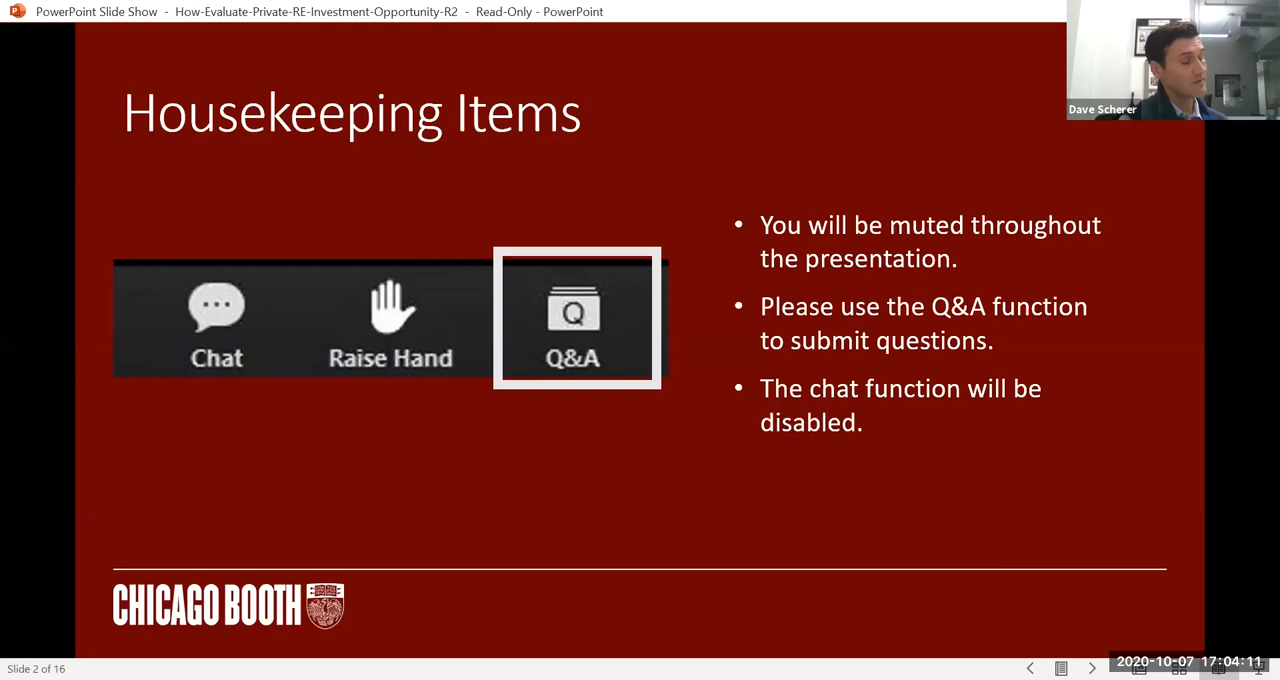 PowerPoint Slide Show - How-Evaluate-Private-RE-Investment-Opportunity-R2 - Read-Only - PowerPoint
Dave Scherer
Housekeeping Items
Chat
Raise Hand
Q
Q&A
• You will be muted throughout
the presentation.
• Please use the Q&A function
to submit questions.
• The chat function will be
disabled.
CHICAGO BOOTH
Slide 2 of 16
2020-10-07 17:04:11